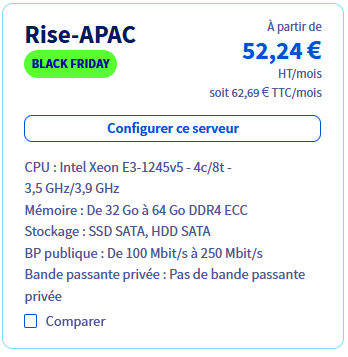 Rise-APAC
BLACK FRIDAY
À partir de
52,24 €
HT/mois
soit 62,69 € TTC/mois
Configurer ce serveur
CPU : Intel Xeon E3-1245v5 - 4c/8t -
3,5 GHz/3,9 GHz
Mémoire : De 32 Go à 64 Go DDR4 ECC
Stockage : SSD SATA, HDD SATA
BP publique : De 100 Mbit/s à 250 Mbit/s
Bande passante privée : Pas de bande passante
privée
Comparer